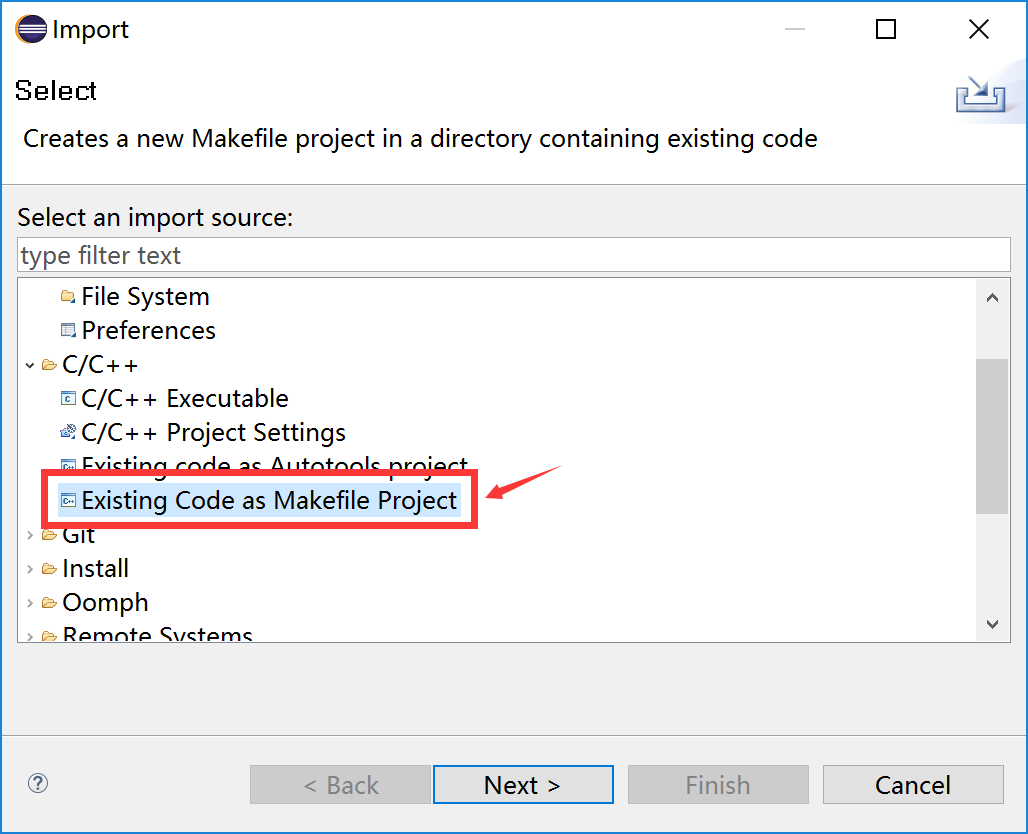 Import
Select
Creates a new Makefile project in a directory containing existing code
Select an import source:
type filter text
File System
Preferences
C/C++
C/C++ Executable
C/C++ Project Settings
Existing code as Autotools project
Existing Code as Makefile Project
Git
Install
Oomph
Remote Systems
< Back
Next >
Finish
Cancel